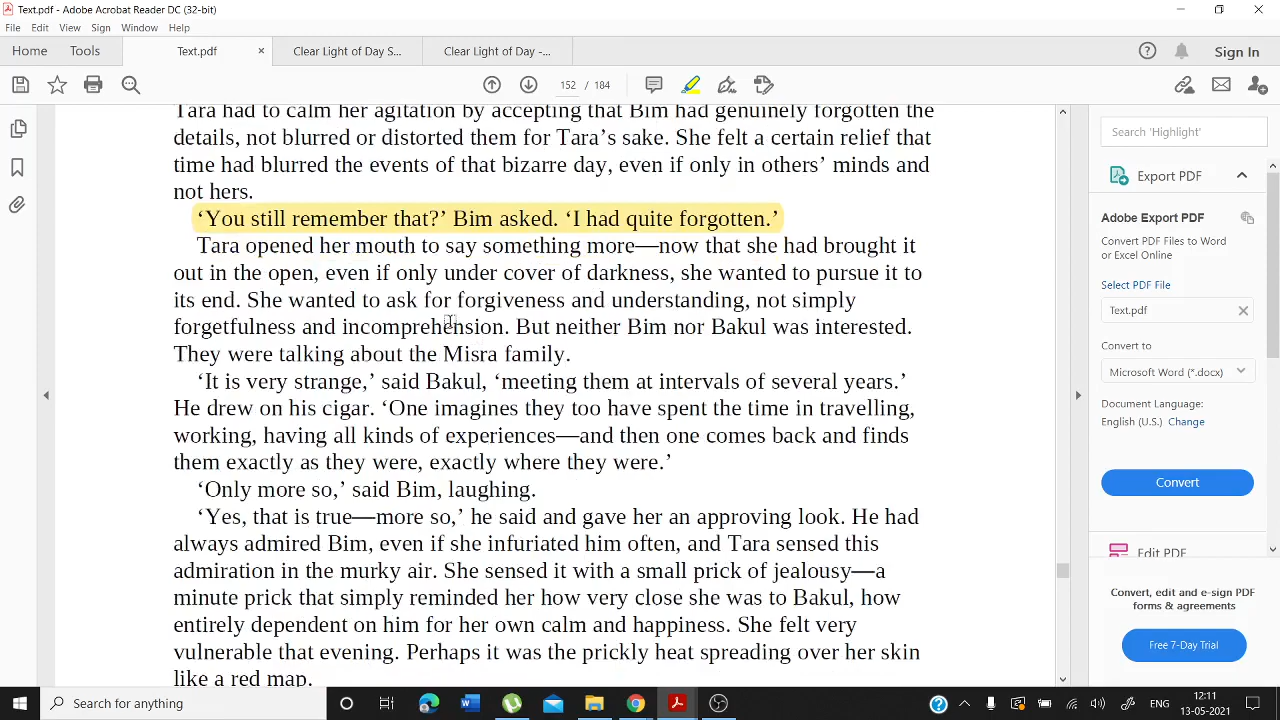 Text.pdf - Adobe Acrobat Reader DC (32-bit)
File Edit View Sign Window Help
Home Tools Text.pdf × Clear Light of Day S... Clear Light of Day -... Sign In
152 / 184
Tara had to calm her agitation by accepting that Bim had genuinely forgotten the
details, not blurred or distorted them for Tara’s sake. She felt a certain relief that
time had blurred the events of that bizarre day, even if only in others’ minds and
not hers.
‘You still remember that?’ Bim asked. ‘I had quite forgotten.’
Tara opened her mouth to say something more—now that she had brought it
out in the open, even if only under cover of darkness, she wanted to pursue it to
its end. She wanted to ask for forgiveness and understanding, not simply
forgetfulness and incomprehension. But neither Bim nor Bakul was interested.
They were talking about the Misra family.
‘It is very strange,’ said Bakul, ‘meeting them at intervals of several years.’
He drew on his cigar. ‘One imagines they too have spent the time in travelling,
working, having all kinds of experiences—and then one comes back and finds
them exactly as they were, exactly where they were.’
‘Only more so,’ said Bim, laughing.
‘Yes, that is true—more so,’ he said and gave her an approving look. He had
always admired Bim, even if she infuriated him often, and Tara sensed this
admiration in the murky air. She sensed it with a small prick of jealousy—a
minute prick that simply reminded her how very close she was to Bakul, how
entirely dependent on him for her own calm and happiness. She felt very
vulnerable that evening. Perhaps it was the prickly heat spreading over her skin
like a red map.
Search 'Highlight'
Export PDF
Adobe Export PDF
Convert PDF Files to Word
or Excel Online
Select PDF File
Text.pdf
Convert to
Microsoft Word (*.docx)
Document Language:
English (U.S.) Change
Convert
Edit PDF
Convert, edit and e-sign PDF
forms & agreements
Free 7-Day Trial
Search for anything
ENG
12:11
13-05-2021